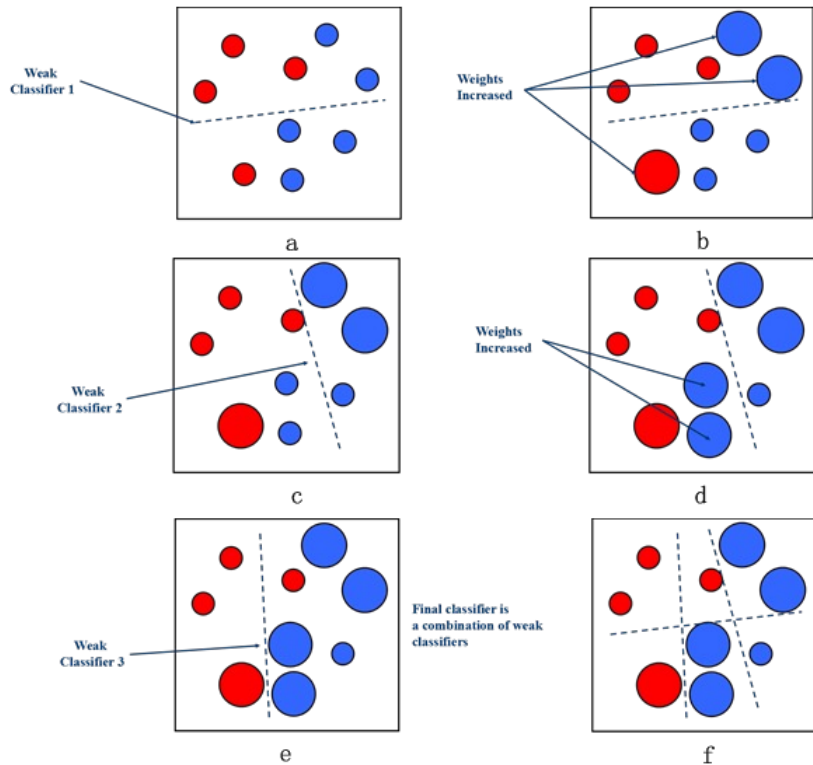 Weak
Classifier 1
a
Weights
Increased
b
Weak
Classifier 2
c
Weights
Increased
d
Weak
Classifier 3
e
Final classifier is
a combination of weak
classifiers
f